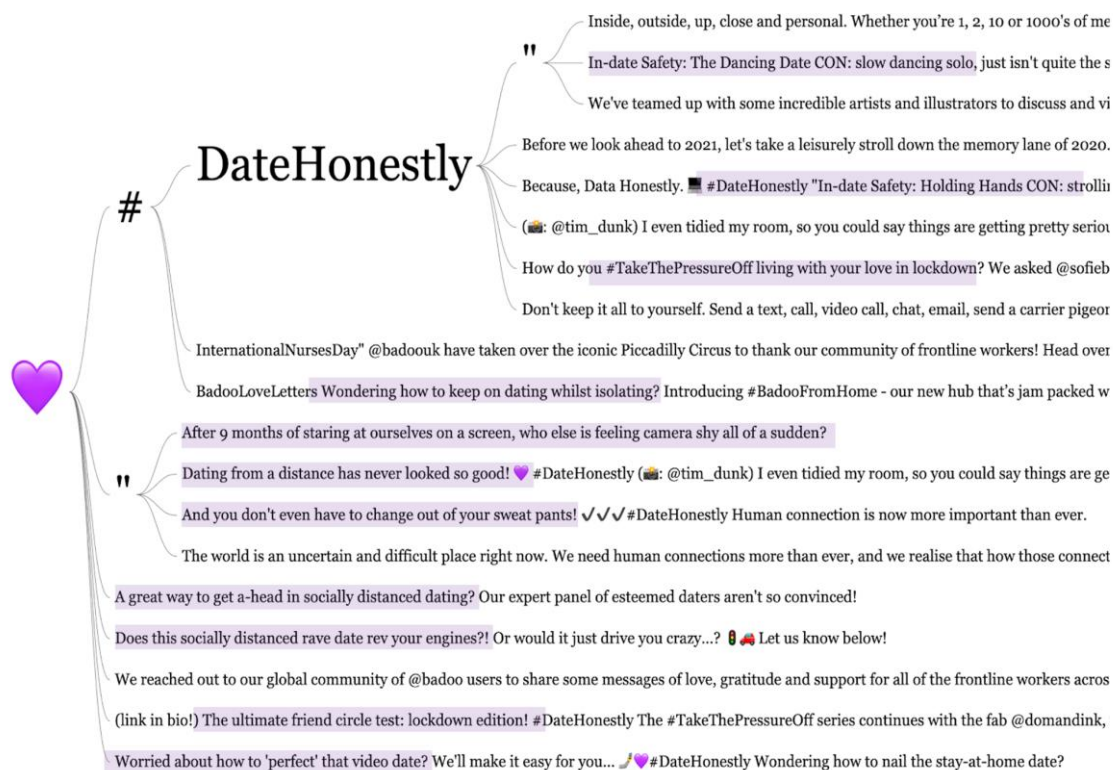 Inside, outside, up, close and personal. Whether you're 1, 2, 10 or 1000's of me
"
In-date Safety: The Dancing Date CON: slow dancing solo, just isn't quite the s
We've teamed up with some incredible artists and illustrators to discuss and vi
DateHonestly
Before we look ahead to 2021, let's take a leisurely stroll down the memory lane of 2020.
#
Because, Data Honestly. 💻 #DateHonestly "In-date Safety: Holding Hands CON: strollin
(📸: @tim_dunk) I even tidied my room, so you could say things are getting pretty seriou
How do you #TakeThePressureOff living with your love in lockdown? We asked @sofieb
Don't keep it all to yourself. Send a text, call, video call, chat, email, send a carrier pigeon
InternationalNursesDay" @badoouk have taken over the iconic Piccadilly Circus to thank our community of frontline workers! Head over
💜
BadooLoveLetters Wondering how to keep on dating whilst isolating? Introducing #BadooFromHome - our new hub that's jam packed w
After 9 months of staring at ourselves on a screen, who else is feeling camera shy all of a sudden?
Dating from a distance has never looked so good! 💜 #DateHonestly (📸: @tim_dunk) I even tidied my room, so you could say things are ge
"
And you don't even have to change out of your sweat pants! ✓✓✓#DateHonestly Human connection is now more important than ever.
The world is an uncertain and difficult place right now. We need human connections more than ever, and we realise that how those connect
A great way to get a-head in socially distanced dating? Our expert panel of esteemed daters aren't so convinced!
Does this socially distanced rave date rev your engines?! Or would it just drive you crazy...? 🚦🚗 Let us know below!
We reached out to our global community of @badoo users to share some messages of love, gratitude and support for all of the frontline workers acros
(link in bio!) The ultimate friend circle test: lockdown edition! #DateHonestly The #TakeThePressureOff series continues with the fab @domandink,
Worried about how to 'perfect' that video date? We'll make it easy for you... 🤳💜#DateHonestly Wondering how to nail the stay-at-home date?